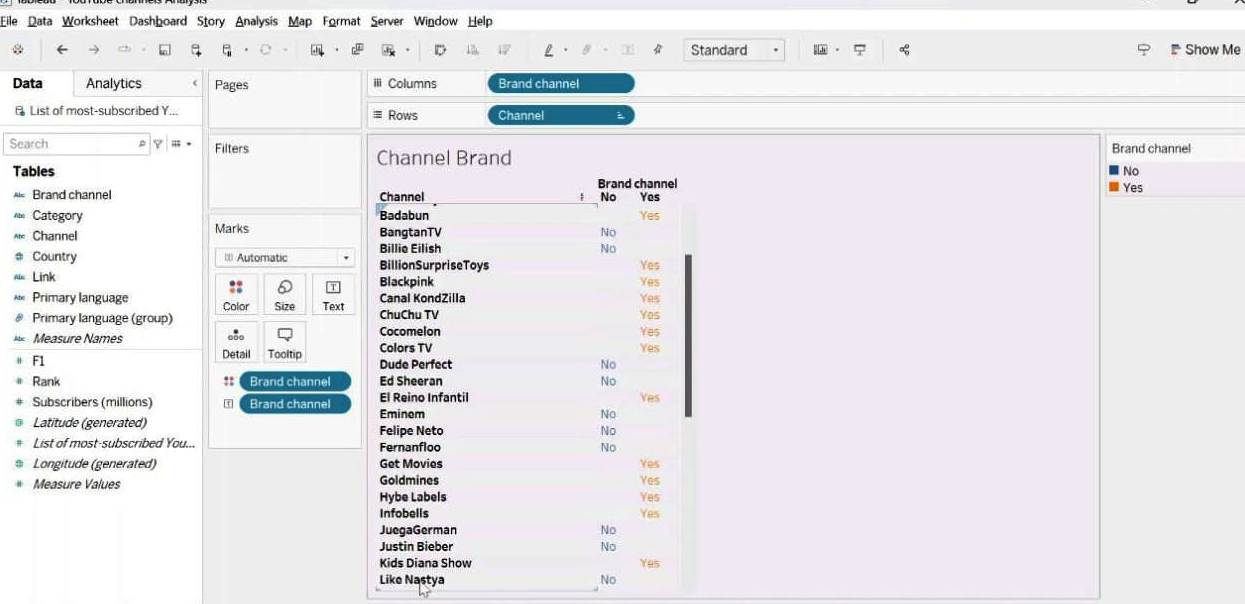 Tableau - YouTube channels Analysis
File Data Worksheet Dashboard Story Analysis Map Format Server Window Help
Standard
Show Me
Data Analytics
List of most-subscribed Y...
Search
Tables
Abc Brand channel
Abc Category
Abc Channel
Country
Abc Link
Abc Primary language
Primary language (group)
Abc Measure Names
# F1
# Rank
# Subscribers (millions)
Latitude (generated)
# List of most-subscribed You...
Longitude (generated)
# Measure Values
Pages
Filters
Marks
Automatic
Color Size Text
Detail Tooltip
Brand channel
Brand channel
Columns Brand channel
Rows Channel
Channel Brand
Brand channel
Channel No Yes
Badabun Yes
BangtanTV No
Billie Eilish No
BillionSurpriseToys Yes
Blackpink Yes
Canal KondZilla Yes
ChuChu TV Yes
Cocomelon Yes
Colors TV Yes
Dude Perfect No
Ed Sheeran No
El Reino Infantil Yes
Eminem No
Felipe Neto No
Fernanfloo No
Get Movies Yes
Goldmines Yes
Hybe Labels Yes
Infobells Yes
JuegaGerman No
Justin Bieber No
Kids Diana Show Yes
Like Nastya No
Brand channel
No
Yes